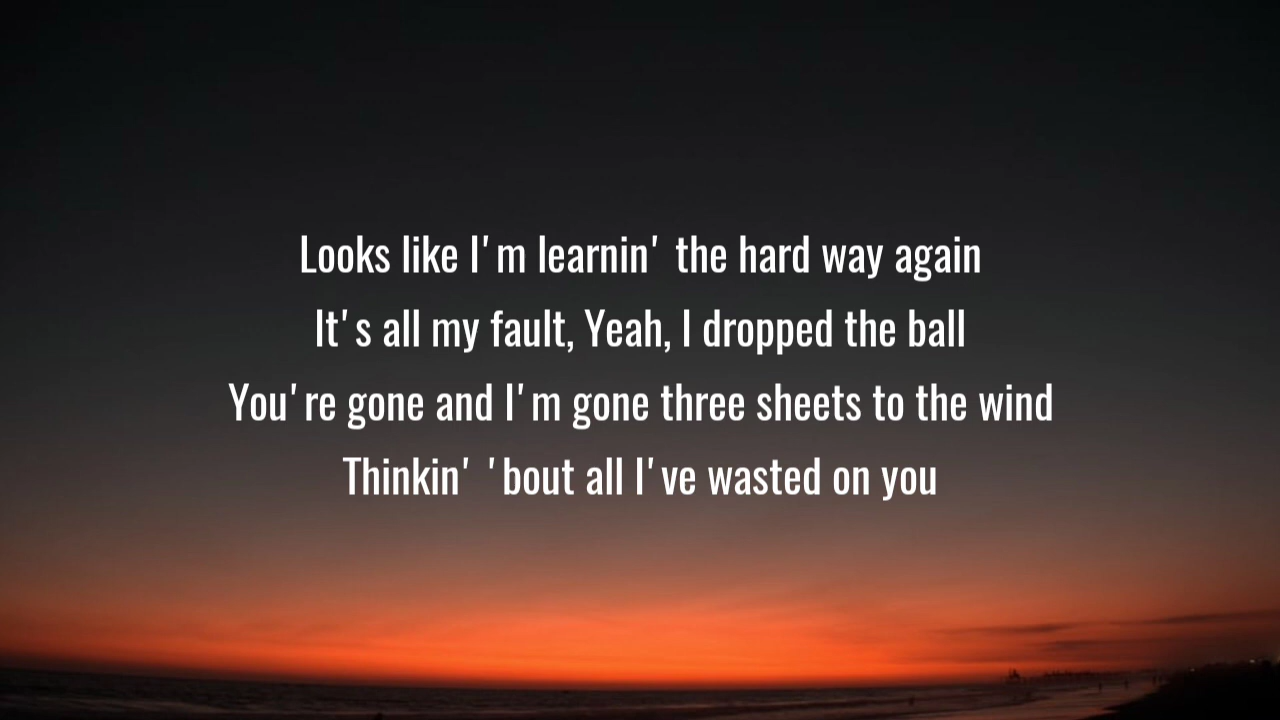 Looks like I'm learnin' the hard way again
It's all my fault, Yeah, I dropped the ball
You're gone and I'm gone three sheets to the wind
Thinkin' 'bout all I've wasted on you